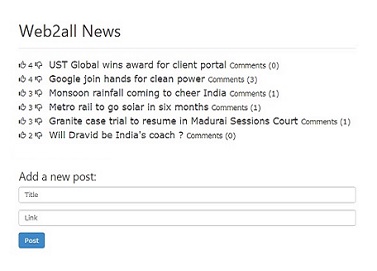 Web2all News
4 UST Global wins award for client portal Comments (0)
4 Google join hands for clean power Comments (3)
3 Monsoon rainfall coming to cheer India Comments (1)
3 Metro rail to go solar in six months Comments (1)
3 Granite case trial to resume in Madurai Sessions Court Comments (1)
2 Will Dravid be India's coach ? Comments (0)
Add a new post:
Title
Link
Post